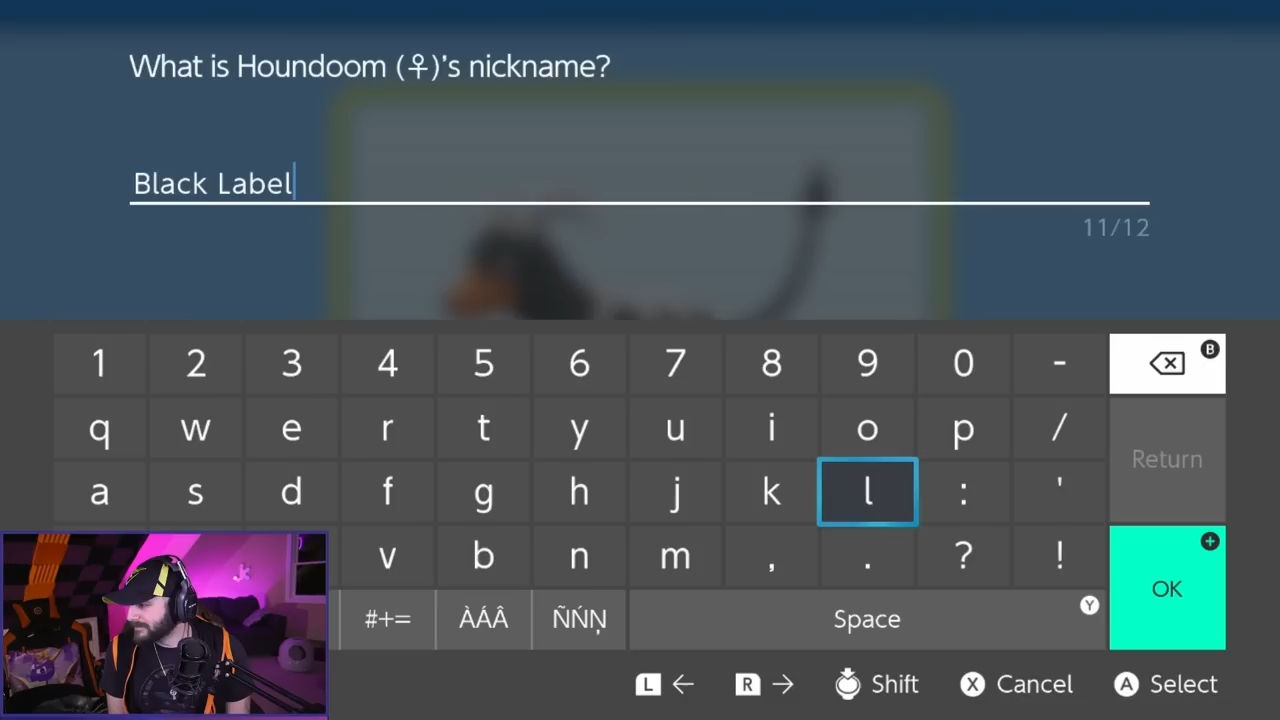 What is Houndoom (♀)'s nickname?
Black Label
11/12
1 2 3 4 5 6 7 8 9 0 - B
q w e r t y u i o p /
Return
a s d f g h j k l : '
v b n m , . ? ! +
OK
#+= ÀÁÂ ÑŃŅ Space Y
L ← R → Shift X Cancel A Select